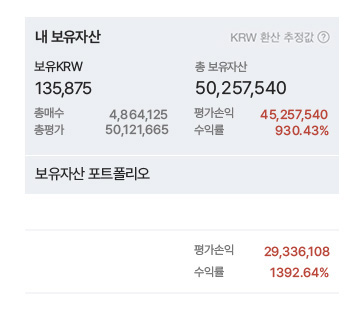 내 보유자산 KRW 환산 추정값 ?
보유KRW 총 보유자산
135,875 50,257,540
총매수 4,864,125 평가손익 45,257,540
총평가 50,121,665 수익률 930.43%
보유자산 포트폴리오
평가손익 29,336,108
수익률 1392.64%